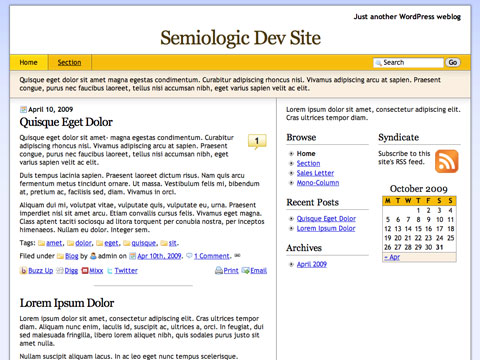 Just another WordPress weblog
Semiologic Dev Site
Home Section Search Go
Quisque eget dolor sit amet magna egestas condimentum. Curabitur adipiscing rhoncus nisl. Vivamus adipiscing arcu at sapien. Praesent
congue, purus nec faucibus laoreet, tellus nisi accumsan nibh, eget varius sapien velit ac elit.
April 10, 2009
Quisque Eget Dolor
1
Quisque eget dolor sit amet- magna egestas condimentum. Curabitur
adipiscing rhoncus nisl. Vivamus adipiscing arcu at sapien. Praesent
congue, purus nec faucibus laoreet, tellus nisi accumsan nibh, eget
varius sapien velit ac elit.
Duis tempus lacinia sapien. Praesent laoreet dictum risus. Nam quis arcu
fermentum metus tincidunt ornare. Ut massa. Vestibulum felis mi, bibendum
at, pretium ac, facilisis sed, diam. Vivamus in orci.
Aliquam dui mi, volutpat vitae, vulputate quis, vulputate eu, urna. Praesent
imperdiet nisi sit amet arcu. Etiam convallis cursus felis. Vivamus eget magna.
Class aptent taciti sociosqu ad litora torquent per conubia nostra, per inceptos
himenaeos. Nullam eu dolor. Integer sem.
Tags: amet, dolor, eget, quisque, sit.
Filed under Blog by admin on Apr 10th, 2009. 1 Comment.
Buzz Up Digg Mixx Twitter Print Email
Lorem Ipsum Dolor
Lorem ipsum dolor sit amet, consectetur adipiscing elit. Cras ultrices tempor
diam. Aliquam nunc enim, iaculis id, suscipit ac, ultrices a, orci. In feugiat, dui
sed malesuada fringilla, libero lorem aliquet nibh, quis sodales purus justo sit
amet nulla.
Nullam suscipit aliquam lacus. In ac eget nunc tempus scelerisque.
Lorem ipsum dolor sit amet, consectetur adipiscing elit.
Cras ultrices tempor diam.
Browse
Home
Section
Sales Letter
Mono-Column
Recent Posts
Quisque Eget Dolor
Lorem Ipsum Dolor
Archives
April 2009
Syndicate
Subscribe to this
site's RSS feed.
October 2009
M T W T F S S
1 2 3 4
5 6 7 8 9 10 11
12 13 14 15 16 17 18
19 20 21 22 23 24 25
26 27 28 29 30 31
« Apr